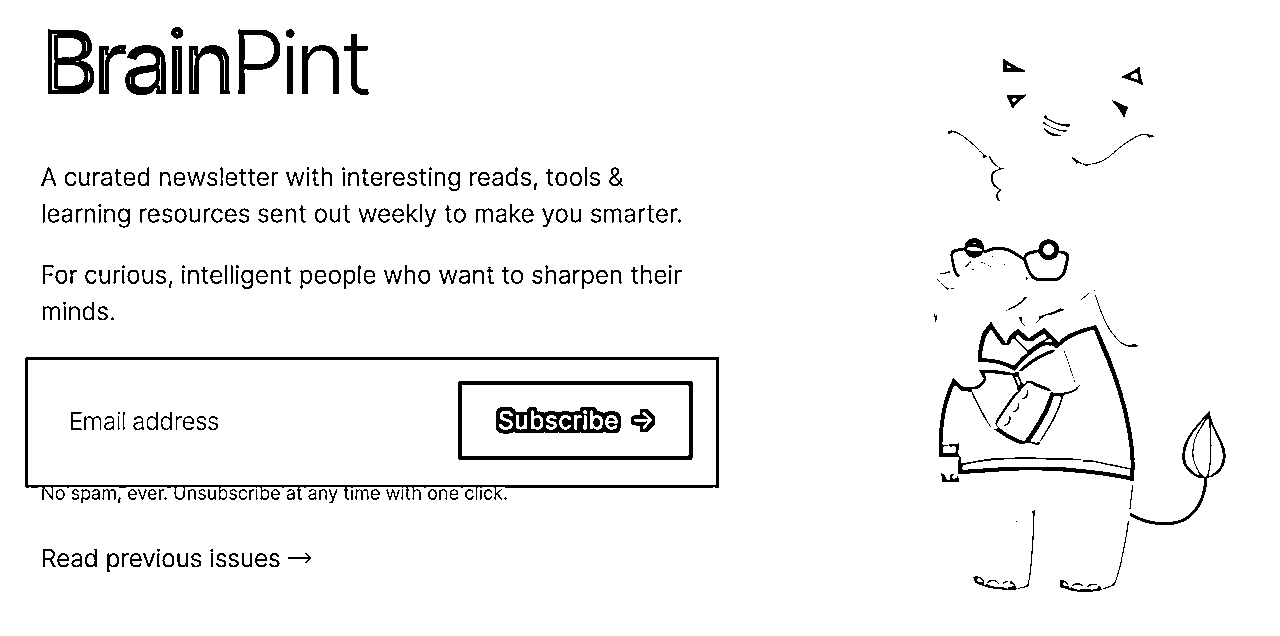 BrainPint
A curated newsletter with interesting reads, tools &
learning resources sent out weekly to make you smarter.
For curious, intelligent people who want to sharpen their
minds.
Email address
Subscribe →
No spam, ever. Unsubscribe at any time with one click.
Read previous issues →